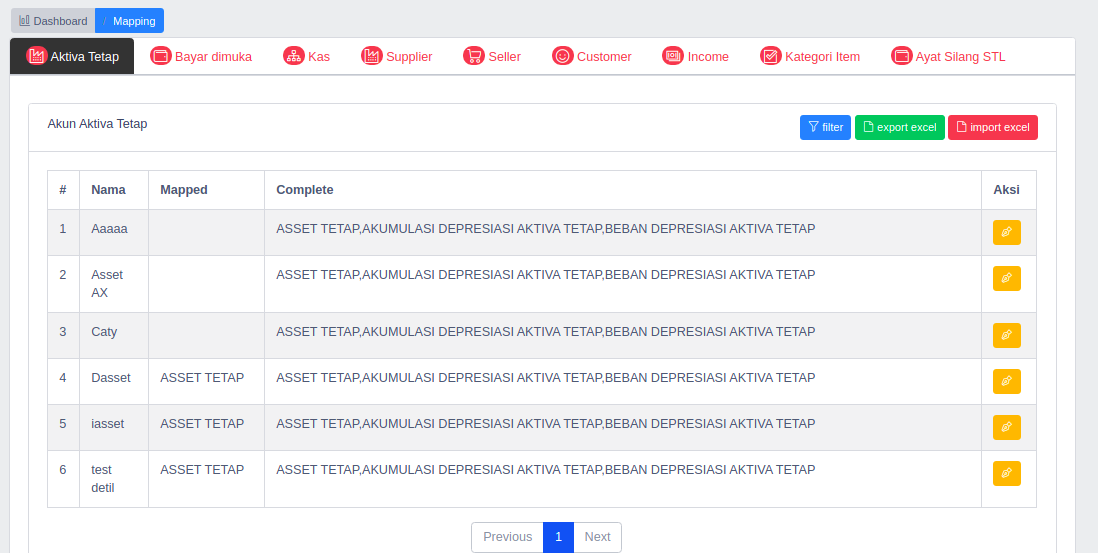 Dashboard / Mapping
Aktiva Tetap Bayar dimuka Kas Supplier Seller Customer Income Kategori Item Ayat Silang STL
Akun Aktiva Tetap filter export excel import excel
# Nama Mapped Complete Aksi
1 Aaaaa ASSET TETAP,AKUMULASI DEPRESIASI AKTIVA TETAP,BEBAN DEPRESIASI AKTIVA TETAP
2 Asset ASSET TETAP,AKUMULASI DEPRESIASI AKTIVA TETAP,BEBAN DEPRESIASI AKTIVA TETAP
AX
3 Caty ASSET TETAP,AKUMULASI DEPRESIASI AKTIVA TETAP,BEBAN DEPRESIASI AKTIVA TETAP
4 Dasset ASSET TETAP ASSET TETAP,AKUMULASI DEPRESIASI AKTIVA TETAP,BEBAN DEPRESIASI AKTIVA TETAP
5 iasset ASSET TETAP ASSET TETAP,AKUMULASI DEPRESIASI AKTIVA TETAP,BEBAN DEPRESIASI AKTIVA TETAP
6 test ASSET TETAP ASSET TETAP,AKUMULASI DEPRESIASI AKTIVA TETAP,BEBAN DEPRESIASI AKTIVA TETAP
detil
Previous 1 Next